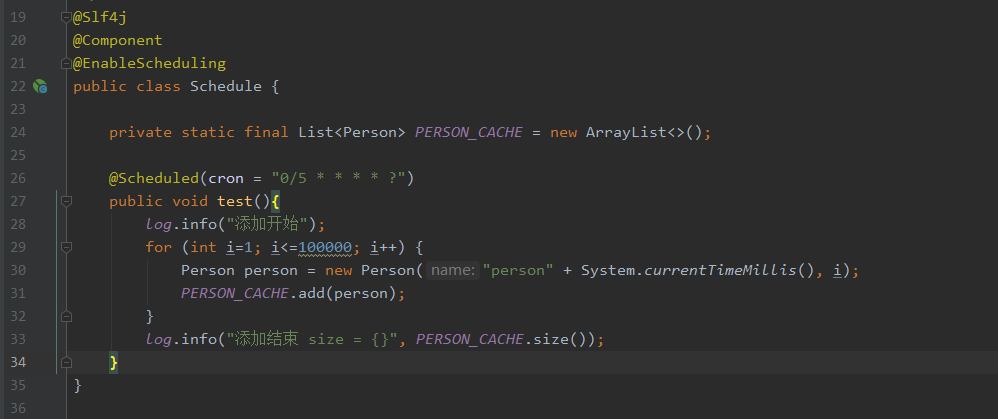 19 @Slf4j
20 @Component
21 @EnableScheduling
22 public class Schedule {
23
24 private static final List<Person> PERSON_CACHE = new ArrayList<>();
25
26 @Scheduled(cron = "0/5 * * * * ?")
27 public void test(){
28 log.info("添加开始");
29 for (int i=1; i<=100000; i++) {
30 Person person = new Person( name: "person" + System.currentTimeMillis(), i);
31 PERSON_CACHE.add(person);
32 }
33 log.info("添加结束 size = {}", PERSON_CACHE.size());
34 }
35 }
36